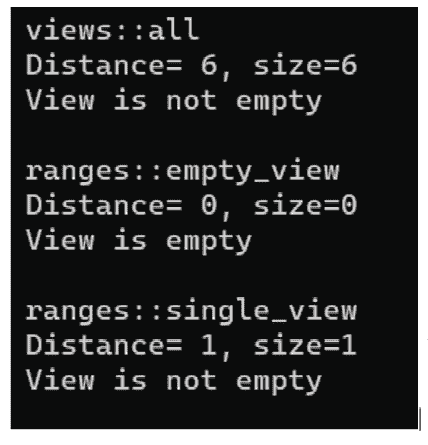 views::all
Distance= 6, size=6
View is not empty
ranges::empty_view
Distance= 0, size=0
View is empty
ranges::single_view
Distance= 1, size=1
View is not empty